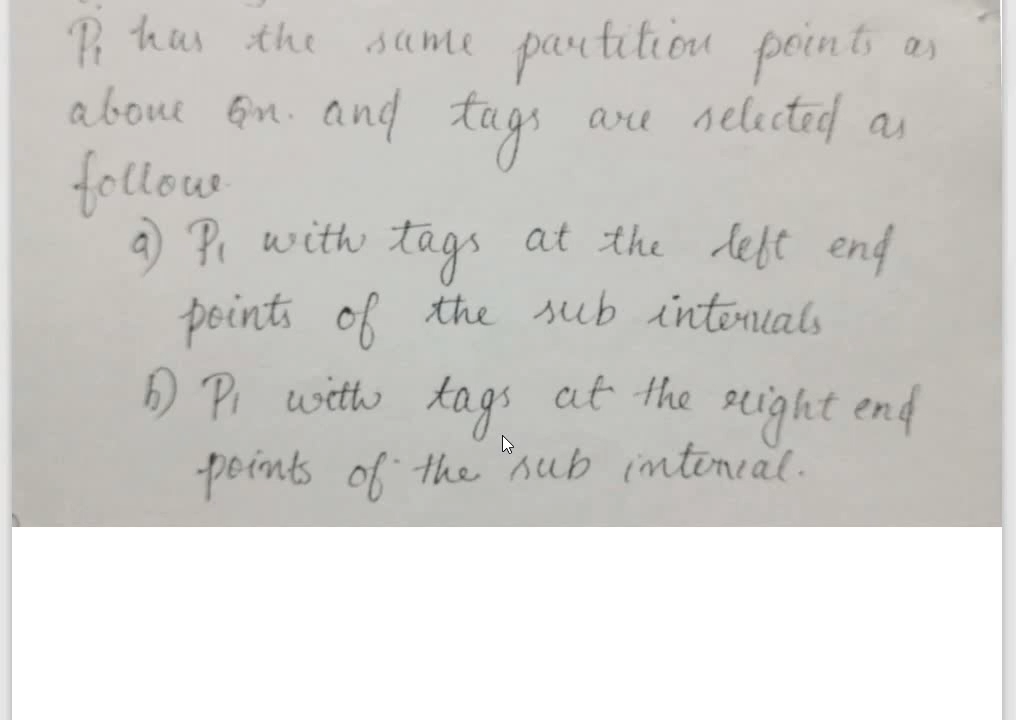 P₁ has the same partition points as
above Qn. and tags are selected as
follow.
a) P₁ with tags at the left end
points of the sub intervals
b) P₁ with tags at the right end
points of the sub interval.